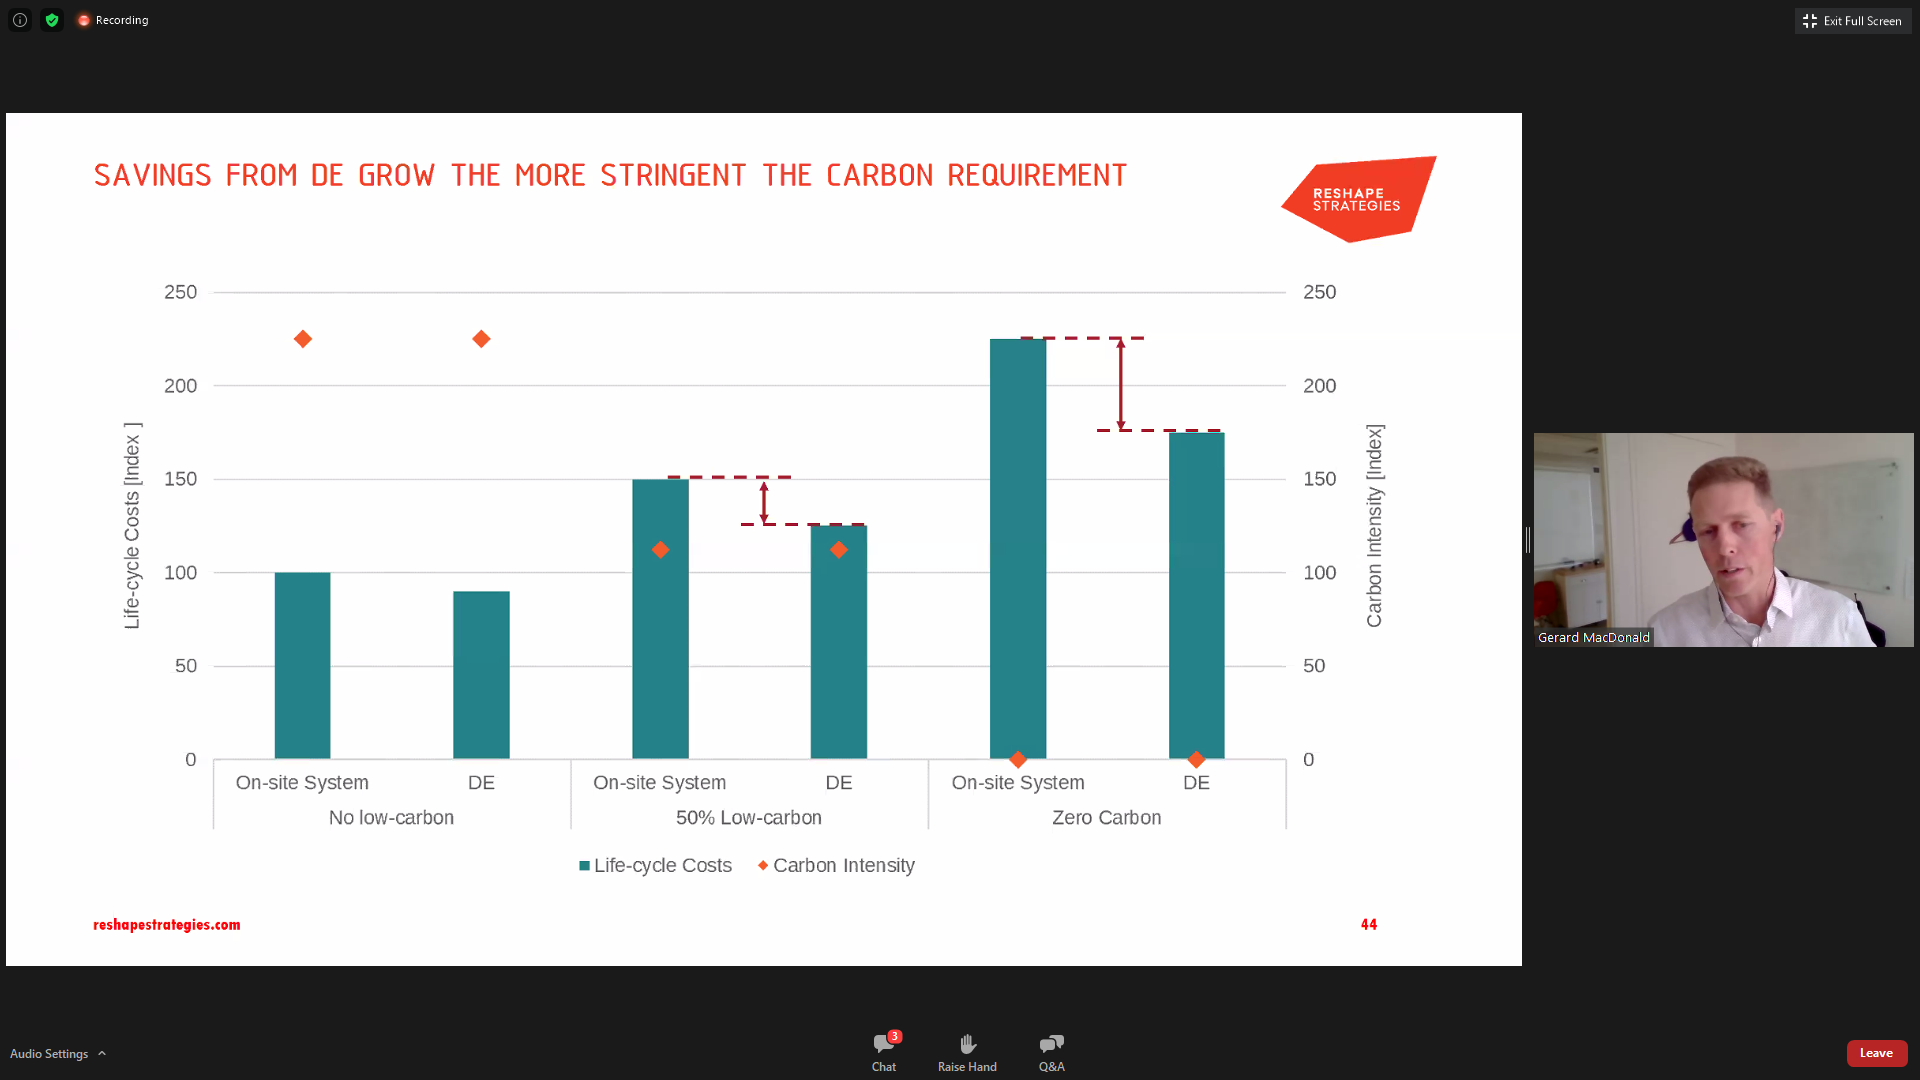 Recording
Exit Full Screen
SAVINGS FROM DE GROW THE MORE STRINGENT THE CARBON REQUIREMENT
RESHAPE
STRATEGIES
250
200
150
100
50
0
Life-cycle Costs [Index ]
250
200
150
100
50
0
Carbon Intensity [Index]
On-site System DE On-site System DE On-site System DE
No low-carbon 50% Low-carbon Zero Carbon
Life-cycle Costs Carbon Intensity
reshapestrategies.com
44
Gerard MacDonald
Audio Settings
3
Chat Raise Hand Q&A
Leave